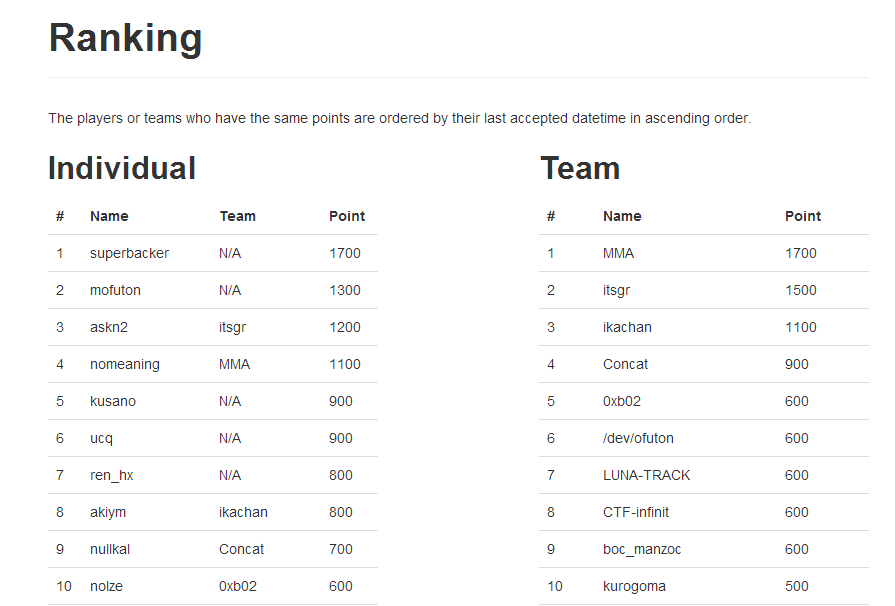 Ranking
The players or teams who have the same points are ordered by their last accepted datetime in ascending order.
Individual
# Name Team Point
1 superbacker N/A 1700
2 mofuton N/A 1300
3 askn2 itsgr 1200
4 nomeaning MMA 1100
5 kusano N/A 900
6 ucq N/A 900
7 ren_hx N/A 800
8 akiym ikachan 800
9 nullkal Concat 700
10 nolze 0xb02 600
Team
# Name Point
1 MMA 1700
2 itsgr 1500
3 ikachan 1100
4 Concat 900
5 0xb02 600
6 /dev/ofuton 600
7 LUNA-TRACK 600
8 CTF-infinit 600
9 boc_manzoc 600
10 kurogoma 500